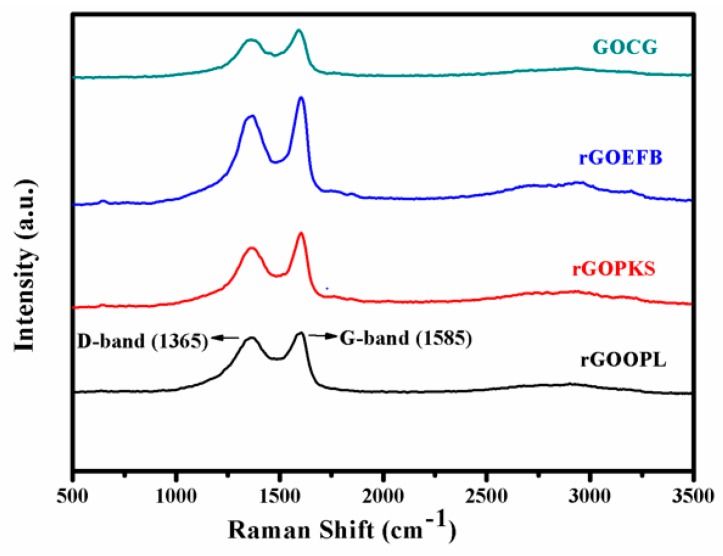 GOCG
rGOEFB
rGOPKS
D-band (1365)
G-band (1585)
rGOOPL
Intensity (a.u.)
500 1000 1500 2000 2500 3000 3500
Raman Shift (cm-1)